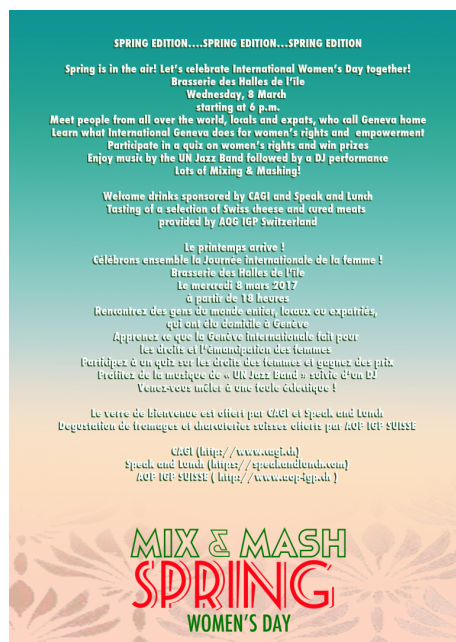 SPRING EDITION....SPRING EDITION...SPRING EDITION
Spring is in the air! Let's celebrate International Women's Day together!
Brasserie des Halles de l'île
Wednesday, 8 March
starting at 6 p.m.
Meet people from all over the world, locals and expats, who call Geneva home
Learn what International Geneva does for women's rights and empowerment
Participate in a quiz on women's rights and win prizes
Enjoy music by the UN Jazz Band followed by a DJ performance
Lots of Mixing & Mashing!
Welcome drinks sponsored by CAGI and Speak and Lunch
Tasting of a selection of Swiss cheese and cured meats
provided by AOG IGP Switzerland
Le printemps arrive !
Célébrons ensemble la Journée internationale de la femme !
Brasserie des Halles de l'île
Le mercredi 8 mars 2017
à partir de 18 heures
Rencontrez des gens du monde entier, locaux ou expatriés,
qui ont élu domicile à Genève
Apprenez ce que la Genève internationale fait pour
les droits et l'émancipation des femmes
Participez à un quiz sur les droits des femmes et gagnez des prix
Profitez de la musique de « UN Jazz Band » suivie d'un DJ
Venez-vous mêler à une foule éclectique !
Le verre de bienvenue est offert par CAGI et Speak and Lunch
Degustation de fromages et charcuteries suisses offerts par AOP IGP SUISSE
CAGI (http://www.cagi.ch)
Speak and Lunch (https://speakandlunch.com)
AOP IGP SUISSE ( http://www.aop-igp.ch )
MIX & MASH
SPRING
WOMEN'S DAY